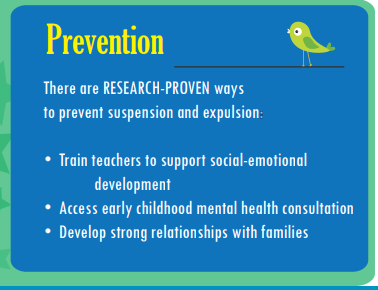 Prevention
There are RESEARCH-PROVEN ways
to prevent suspension and expulsion:
• Train teachers to support social-emotional
development
• Access early childhood mental health consultation
• Develop strong relationships with families